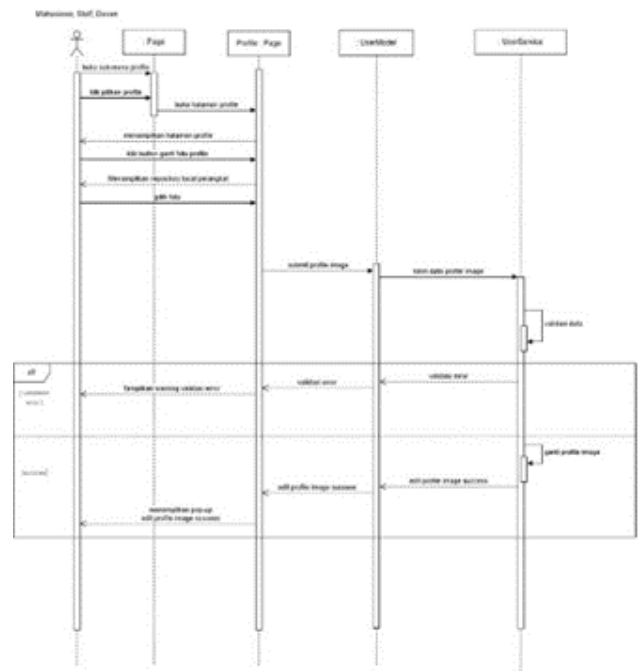 Mahasiswa, Staff, Dosen
: Page
Profile : Page
: UserModel
: UserService
buka submenu profile
klik pilihan profile
buka halaman profile
menampilkan halaman profile
klik button ganti foto profile
Menampilkan repository local perangkat
pilih foto
submit profile image
kirim data profile image
validasi data
alt
validasi error
validasi error
Tampilkan warning validasi error
error]
ganti profile image
[success]
edit profile image success
edit profile image success
menampilkan pop-up
edit profile image success